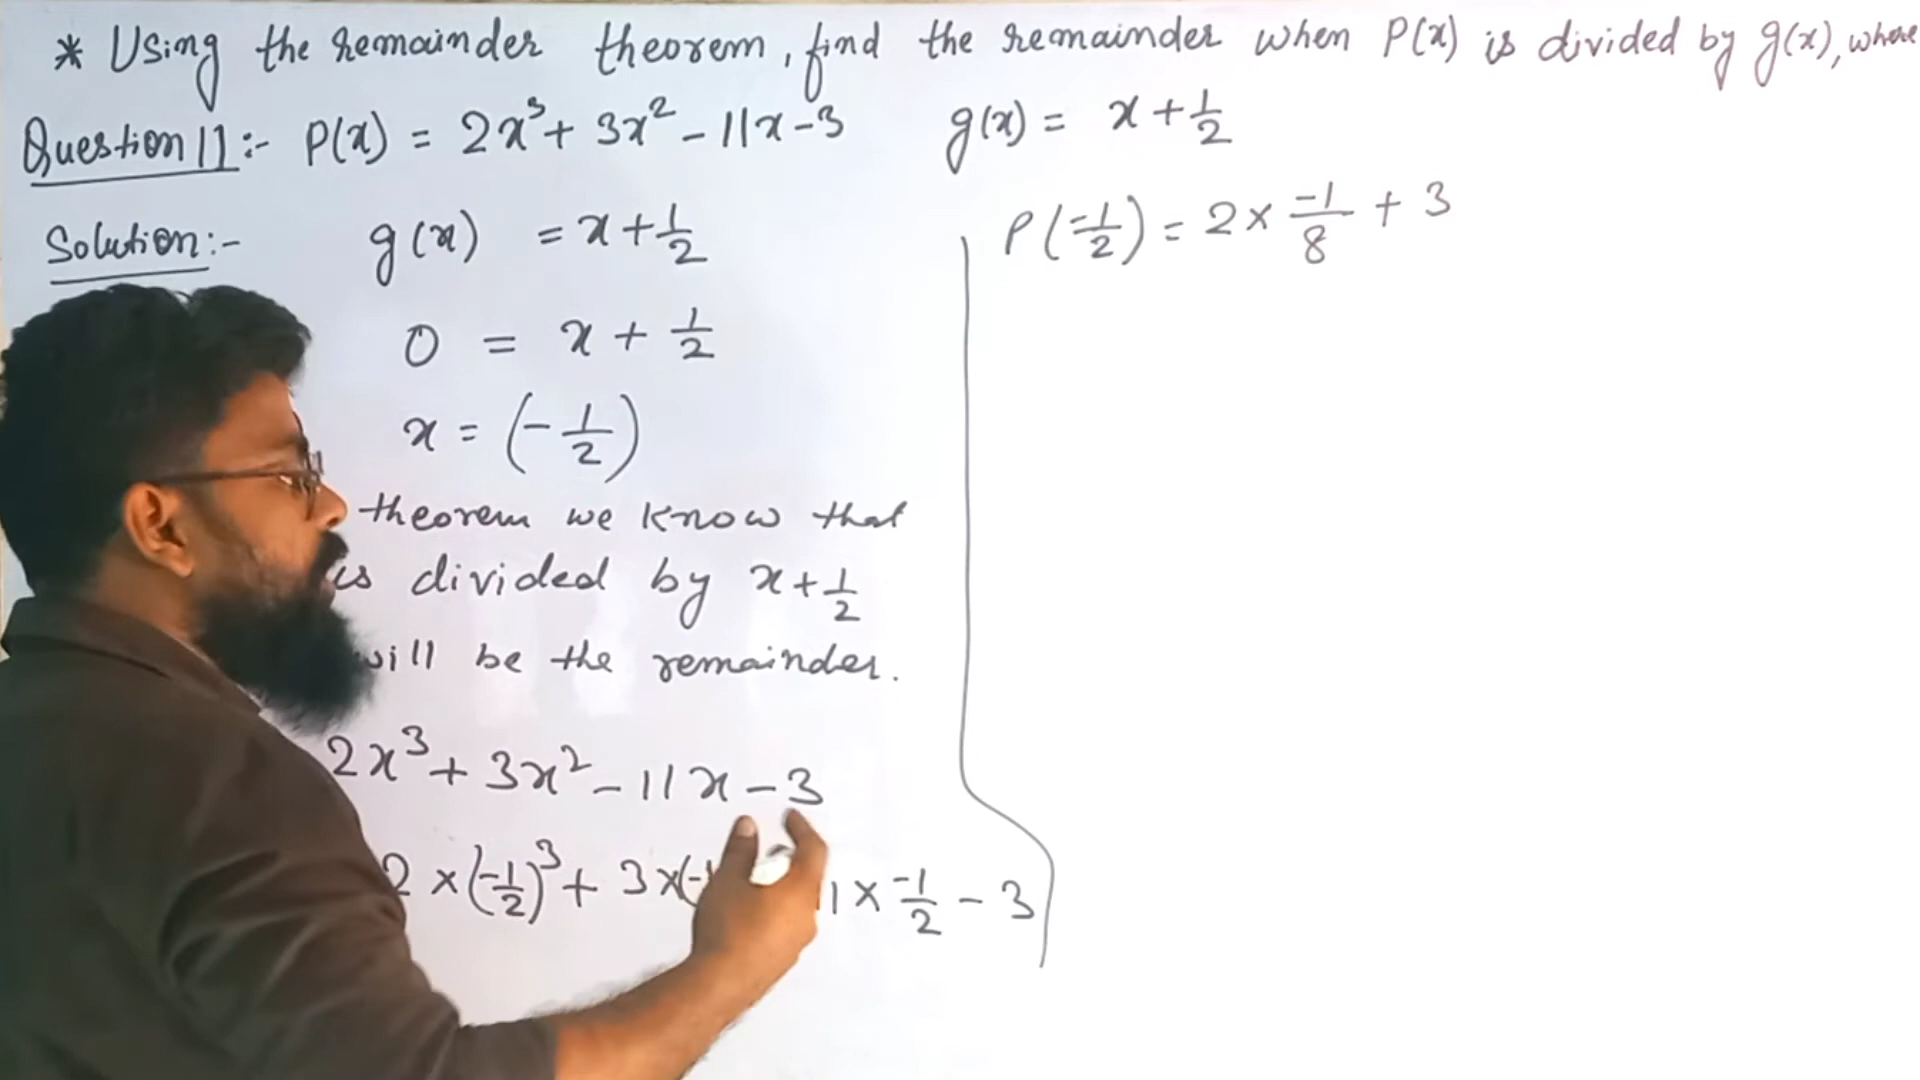 * Using the remainder theorem, find the remainder when P(x) is divided by g(x), where
Question 11:- P(x) = 2x³ + 3x² - 11x - 3 g(x) = x + 1/2
Solution:- g(x) = x + 1/2
0 = x + 1/2
x = (-1/2)
theorem we know that
is divided by x + 1/2
will be the remainder.
2x³ + 3x² - 11x - 3
2 × (-1/2)³ + 3 × (-1 1 × -1/2 - 3
P(-1/2) = 2 × -1/8 + 3